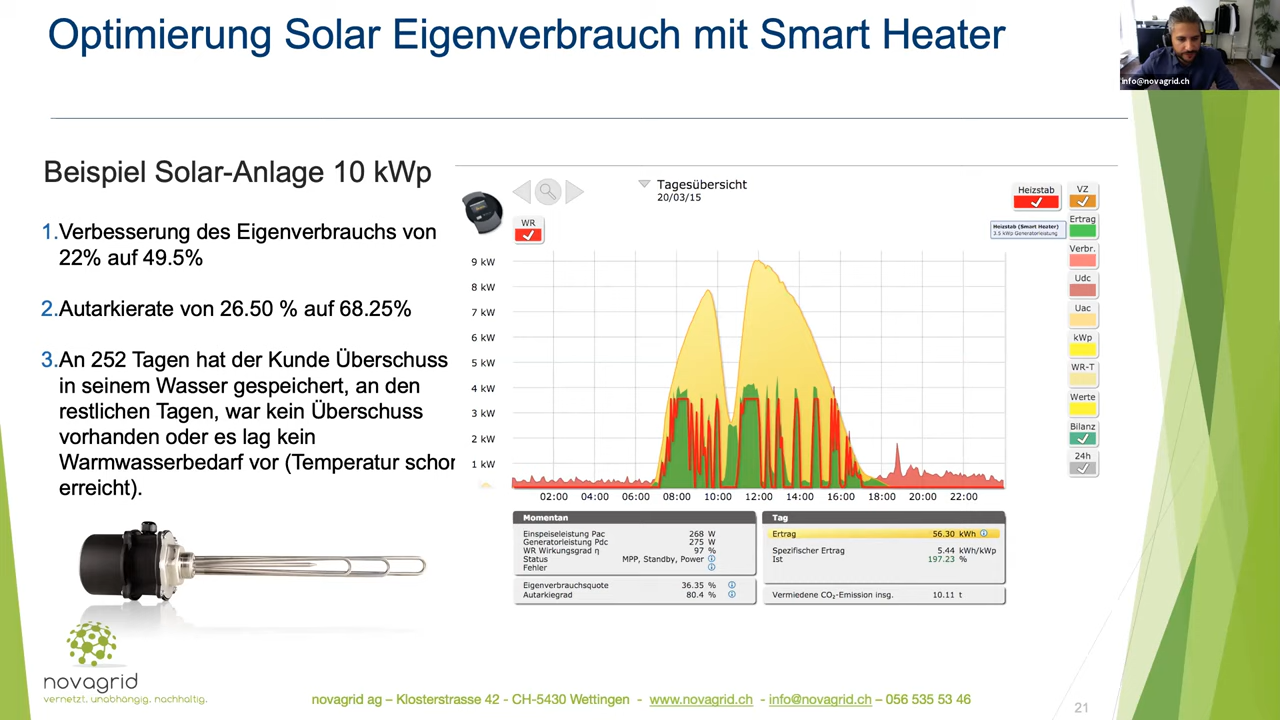 Optimierung Solar Eigenverbrauch mit Smart Heater
info@novagrid.ch
Beispiel Solar-Anlage 10 kWp
1.Verbesserung des Eigenverbrauchs von
22% auf 49.5%
2.Autarkierate von 26.50 % auf 68.25%
3.An 252 Tagen hat der Kunde Überschuss
in seinem Wasser gespeichert, an den
restlichen Tagen, war kein Überschuss
vorhanden oder es lag kein
Warmwasserbedarf vor (Temperatur schor
erreicht).
Tagesübersicht
20/03/15
WR
Heizstab
VZ
Heizstab (Smart Heater)
3.5 kWp Generatorleistung
Ertrag
Verbr.
Udc
Uac
kWp
WR-T
Werte
Bilanz
24h
9 kW
8 kW
7 kW
6 kW
5 kW
4 kW
3 kW
2 kW
1 kW
02:00 04:00 06:00 08:00 10:00 12:00 14:00 16:00 18:00 20:00 22:00
Momentan
Einspeiseleistung Pac 268 W
Generatorleistung Pdc 275 W
WR Wirkungsgrad η 97 %
Status MPP, Standby, Power
Fehler
Eigenverbrauchsquote 36.35 %
Autarkiegrad 80.4 %
Tag
Ertrag 56.30 kWh
Spezifischer Ertrag 5.44 kWh/kWp
Ist 197.23 %
Vermiedene CO₂-Emission insg. 10.11 t
novagrid
vernetzt. unabhängig. nachhaltig.
novagrid ag – Klosterstrasse 42 - CH-5430 Wettingen - www.novagrid.ch - info@novagrid.ch – 056 535 53 46
21